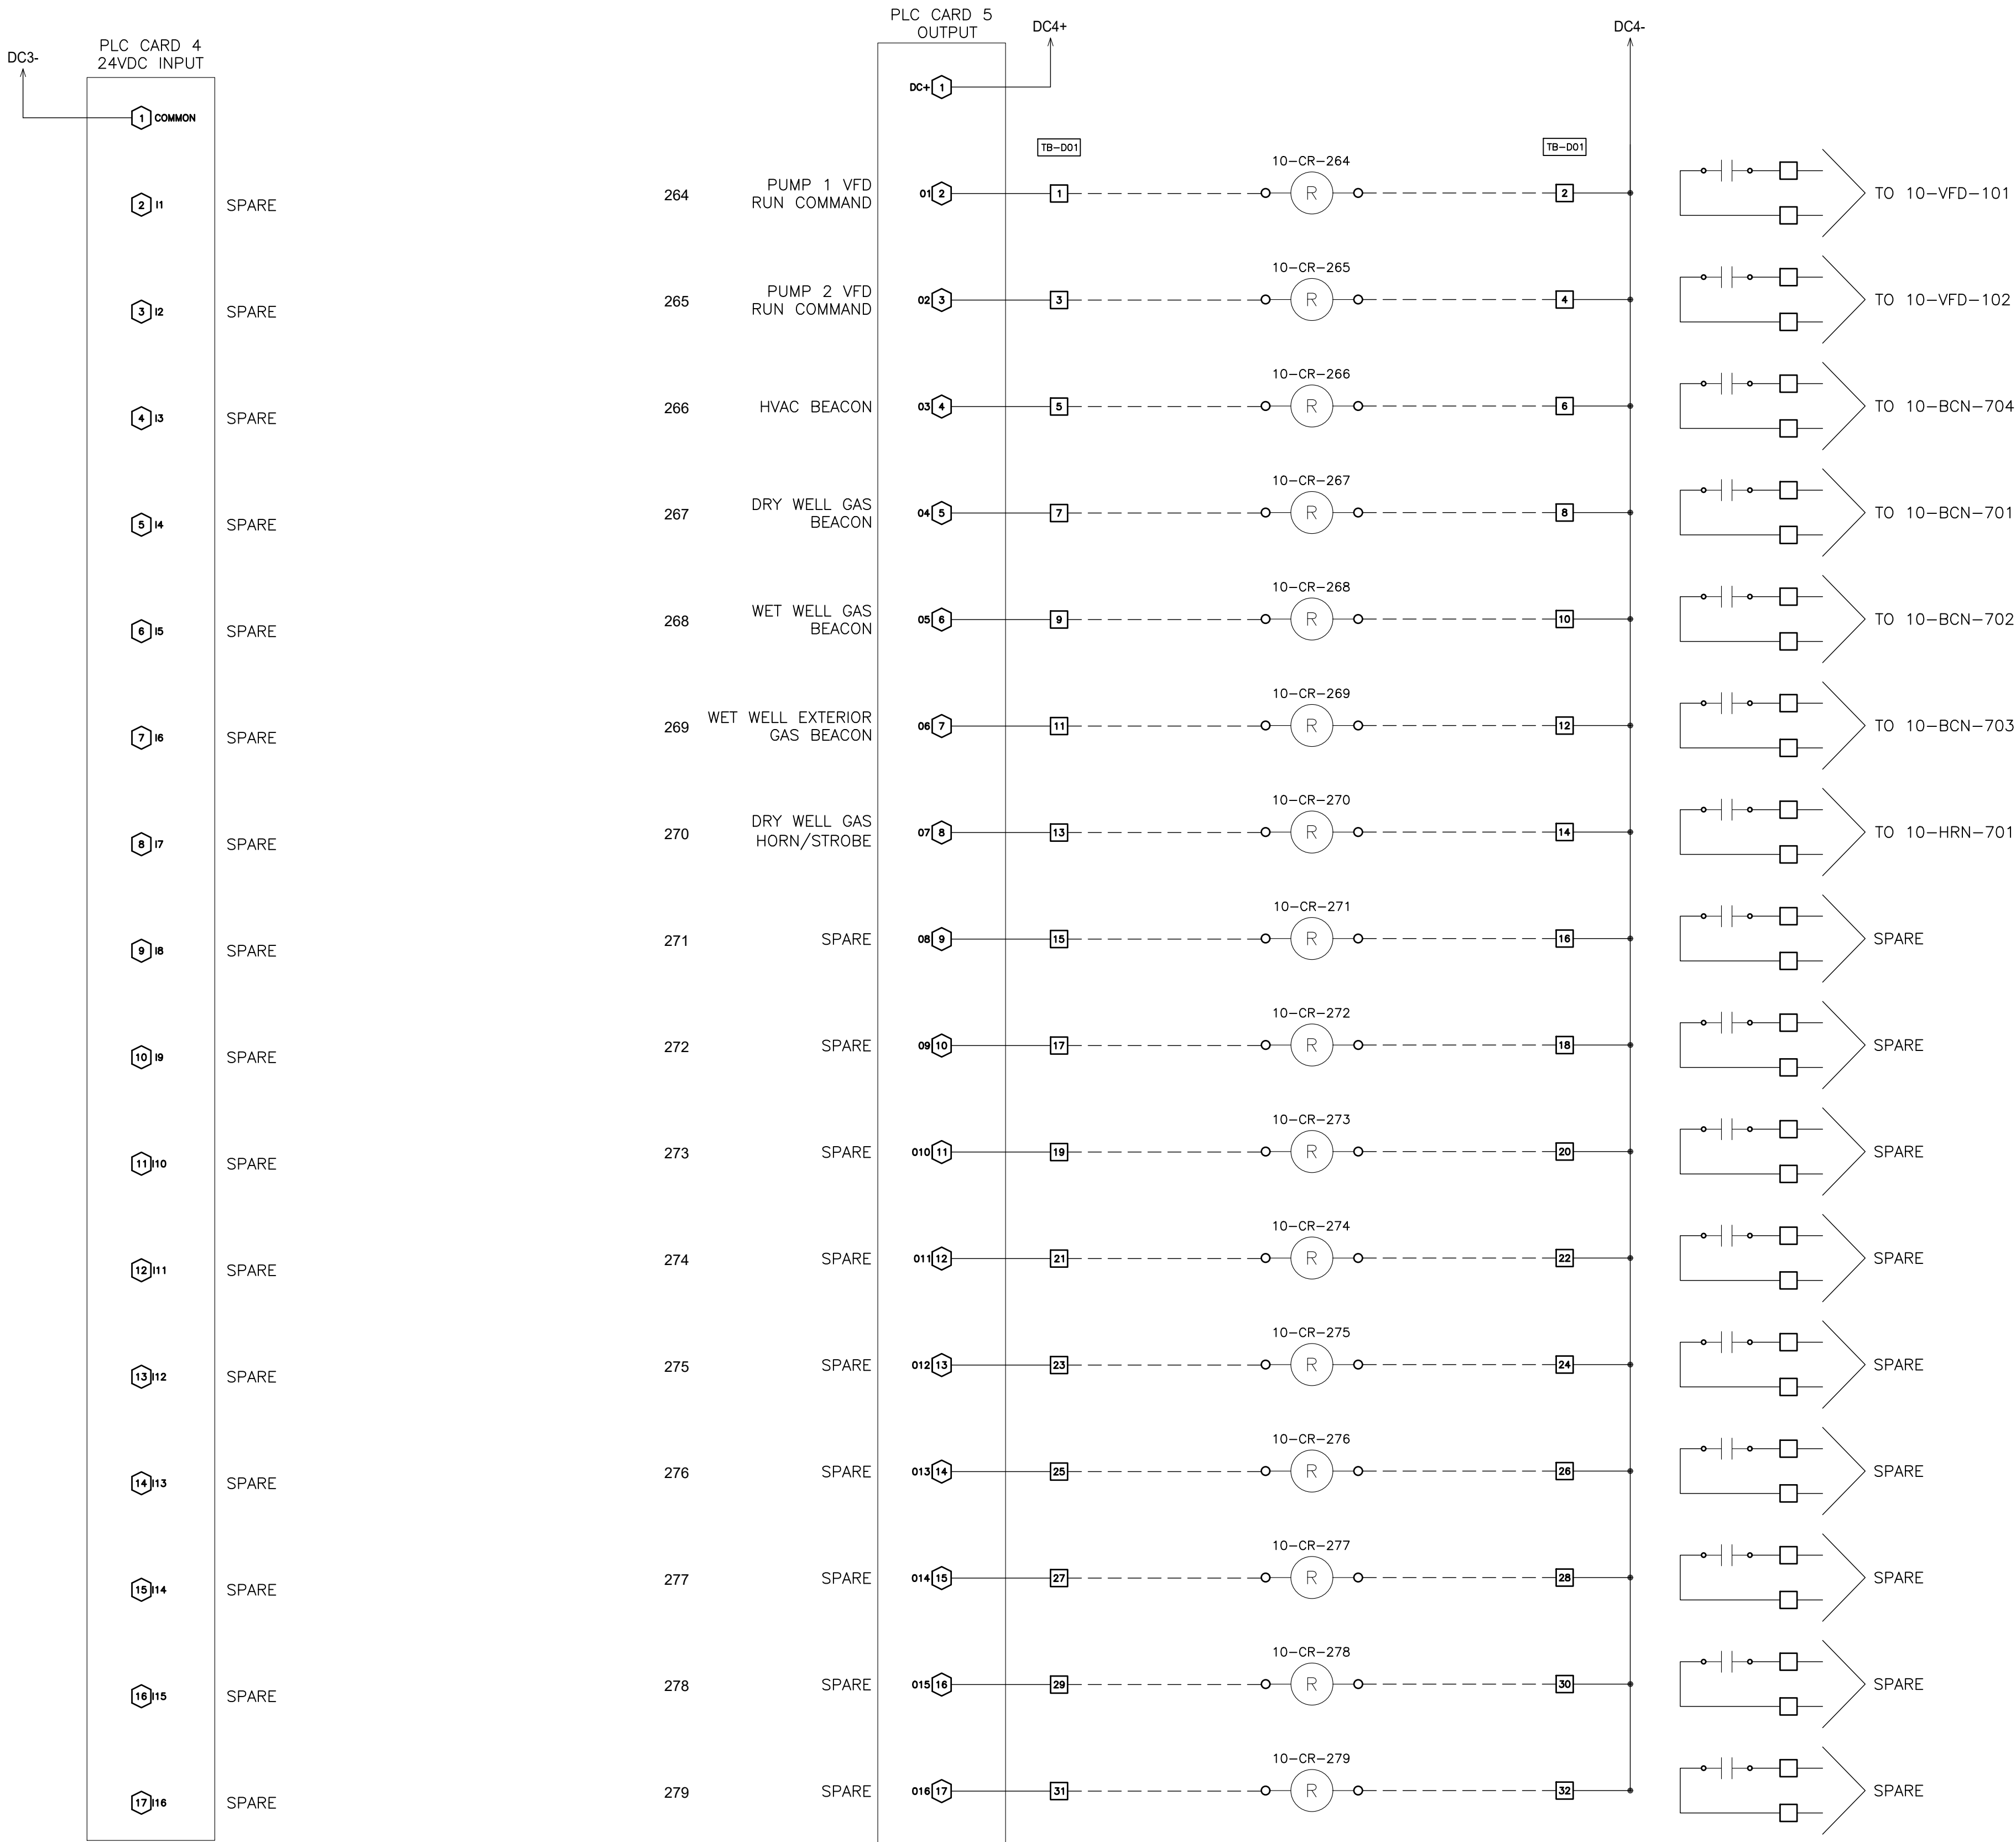 DC3-
PLC CARD 4
24VDC INPUT
1 COMMON
2 I1 SPARE
3 I2 SPARE
4 I3 SPARE
5 I4 SPARE
6 I5 SPARE
7 I6 SPARE
8 I7 SPARE
9 I8 SPARE
10 I9 SPARE
11 I10 SPARE
12 I11 SPARE
13 I12 SPARE
14 I13 SPARE
15 I14 SPARE
16 I15 SPARE
17 I16 SPARE
PLC CARD 5
OUTPUT
DC4+
DC4-
DC+ 1
TB-D01
TB-D01
10-CR-264
264 PUMP 1 VFD
RUN COMMAND
01 2 1 R 2 TO 10-VFD-101
10-CR-265
265 PUMP 2 VFD
RUN COMMAND
02 3 3 R 4 TO 10-VFD-102
10-CR-266
266 HVAC BEACON 03 4 5 R 6 TO 10-BCN-704
10-CR-267
267 DRY WELL GAS
BEACON
04 5 7 R 8 TO 10-BCN-701
10-CR-268
268 WET WELL GAS
BEACON
05 6 9 R 10 TO 10-BCN-702
10-CR-269
269 WET WELL EXTERIOR
GAS BEACON
06 7 11 R 12 TO 10-BCN-703
10-CR-270
270 DRY WELL GAS
HORN/STROBE
07 8 13 R 14 TO 10-HRN-701
10-CR-271
271 SPARE 08 9 15 R 16 SPARE
10-CR-272
272 SPARE 09 10 17 R 18 SPARE
10-CR-273
273 SPARE 010 11 19 R 20 SPARE
10-CR-274
274 SPARE 011 12 21 R 22 SPARE
10-CR-275
275 SPARE 012 13 23 R 24 SPARE
10-CR-276
276 SPARE 013 14 25 R 26 SPARE
10-CR-277
277 SPARE 014 15 27 R 28 SPARE
10-CR-278
278 SPARE 015 16 29 R 30 SPARE
10-CR-279
279 SPARE 016 17 31 R 32 SPARE